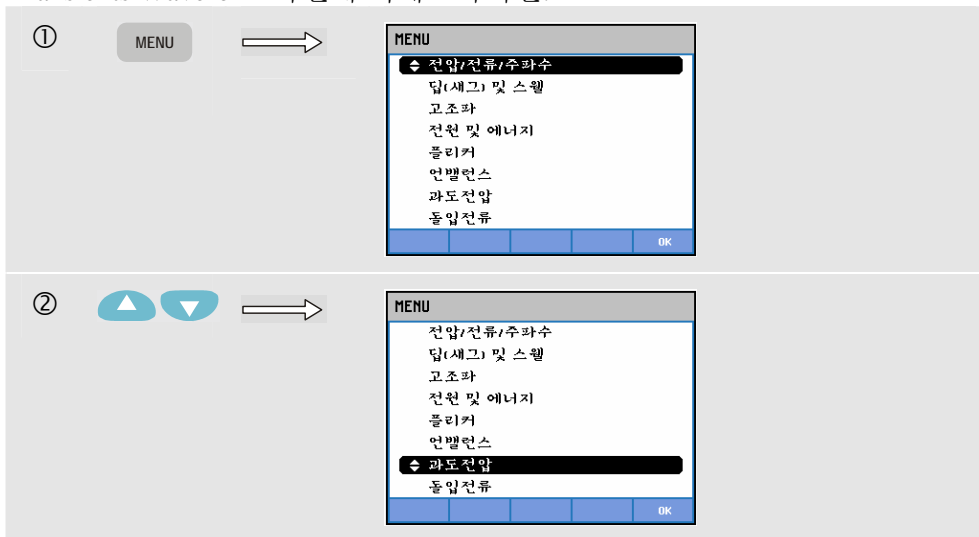 ①
MENU
MENU
전압/전류/주파수
딥(새그) 및 스웰
고조파
전원 및 에너지
플리커
언밸런스
과도전압
돌입전류
OK
②
MENU
전압/전류/주파수
딥(새그) 및 스웰
고조파
전원 및 에너지
플리커
언밸런스
과도전압
돌입전류
OK